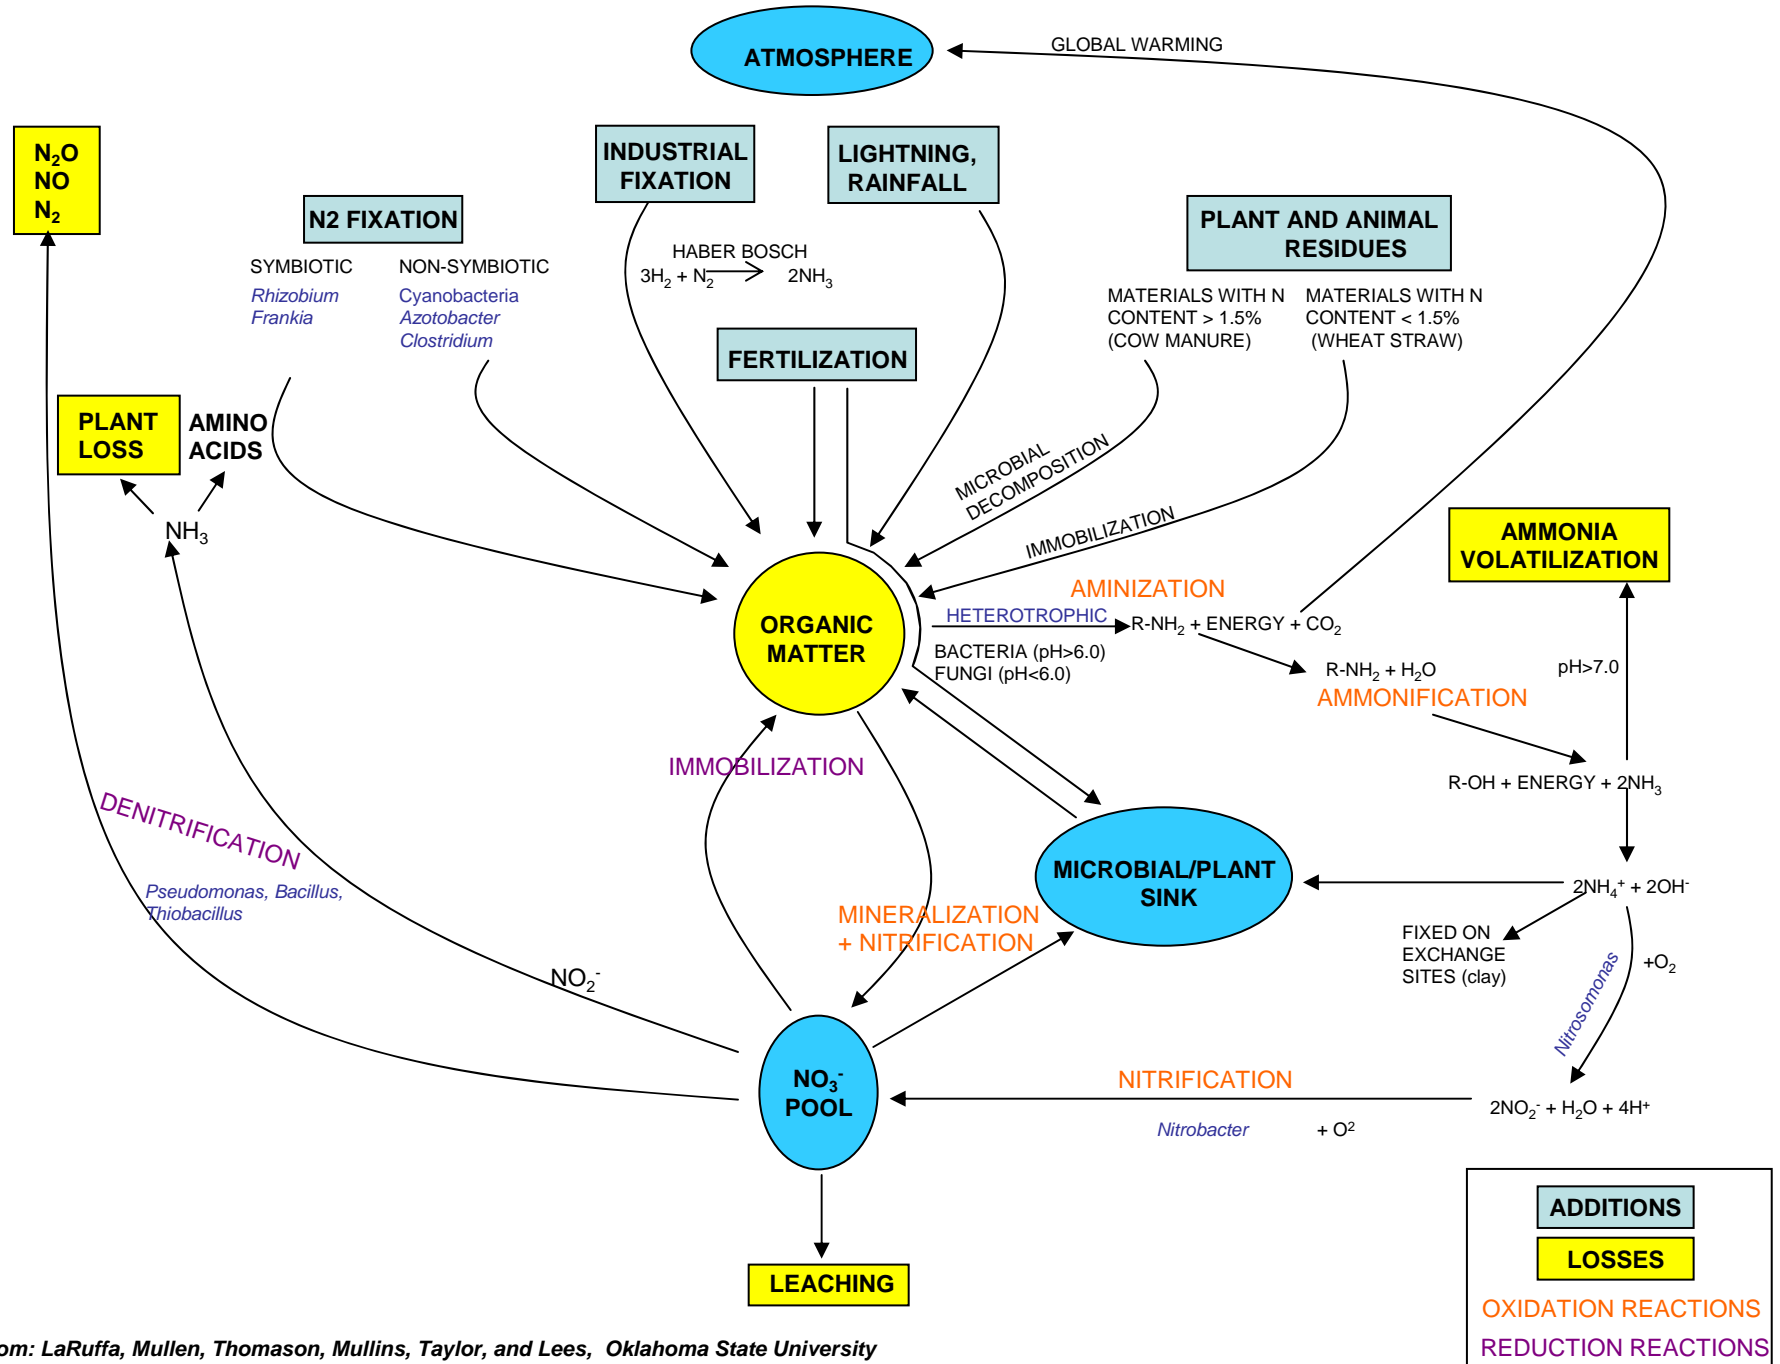 ATMOSPHERE
GLOBAL WARMING
N₂O
NO
N₂
INDUSTRIAL
FIXATION
LIGHTNING,
RAINFALL
N2 FIXATION
PLANT AND ANIMAL
RESIDUES
SYMBIOTIC
Rhizobium
Frankia
NON-SYMBIOTIC
Cyanobacteria
Azotobacter
Clostridium
HABER BOSCH
3H₂ + N₂ → 2NH₃
MATERIALS WITH N
CONTENT > 1.5%
(COW MANURE)
MATERIALS WITH N
CONTENT < 1.5%
(WHEAT STRAW)
FERTILIZATION
PLANT
LOSS
AMINO
ACIDS
NH₃
MICROBIAL
DECOMPOSITION
IMMOBILIZATION
AMMONIA
VOLATILIZATION
ORGANIC
MATTER
AMINIZATION
HETEROTROPHIC
R-NH₂ + ENERGY + CO₂
BACTERIA (pH>6.0)
FUNGI (pH<6.0)
R-NH₂ + H₂O
AMMONIFICATION
pH>7.0
R-OH + ENERGY + 2NH₃
IMMOBILIZATION
DENITRIFICATION
Pseudomonas, Bacillus,
Thiobacillus
MICROBIAL/PLANT
SINK
2NH₄⁺ + 2OH⁻
MINERALIZATION
+ NITRIFICATION
FIXED ON
EXCHANGE
SITES (clay)
Nitrosomonas
+O₂
NO₂⁻
NO₃⁻
POOL
NITRIFICATION
Nitrobacter + O²
2NO₂⁻ + H₂O + 4H⁺
LEACHING
ADDITIONS
LOSSES
OXIDATION REACTIONS
REDUCTION REACTIONS
om: LaRuffa, Mullen, Thomason, Mullins, Taylor, and Lees, Oklahoma State University